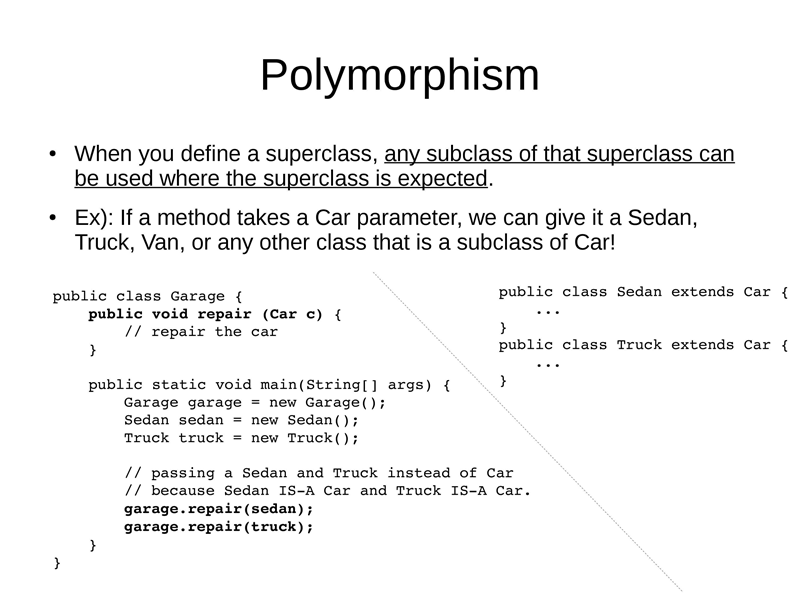 Polymorphism
• When you define a superclass, any subclass of that superclass can
be used where the superclass is expected.
• Ex): If a method takes a Car parameter, we can give it a Sedan,
Truck, Van, or any other class that is a subclass of Car!
public class Garage {
    public void repair (Car c) {
        // repair the car
    }

    public static void main(String[] args) {
        Garage garage = new Garage();
        Sedan sedan = new Sedan();
        Truck truck = new Truck();

        // passing a Sedan and Truck instead of Car
        // because Sedan IS-A Car and Truck IS-A Car.
        garage.repair(sedan);
        garage.repair(truck);
    }
}
public class Sedan extends Car {
    ...
}
public class Truck extends Car {
    ...
}